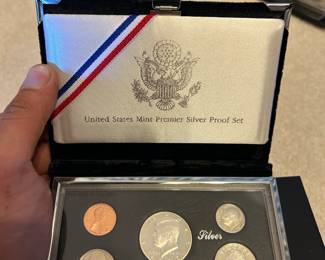 United States Mint Premier Silver Proof Set
Silver